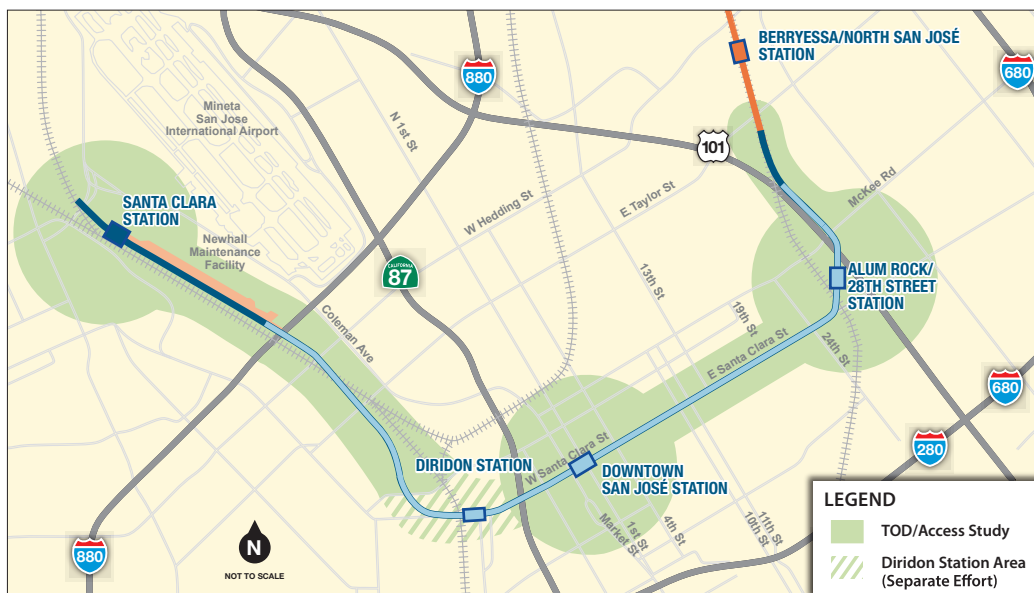 BERRYESSA/NORTH SAN JOSÉ
STATION
880
680
Mineta
San Jose
International Airport
N 1st St
101
McKee Rd
E Taylor St
W Hedding St
SANTA CLARA
STATION
Newhall
Maintenance
Facility
CALIFORNIA
87
13th St
ALUM ROCK/
28TH STREET
STATION
19th St
24th St
Coleman Ave
E Santa Clara St
680
280
W Santa Clara St
DIRIDON STATION
DOWNTOWN
SAN JOSÉ STATION
Market St
1st St
4th St
10th St
11th St
880
N
NOT TO SCALE
LEGEND
TOD/Access Study
Diridon Station Area
(Separate Effort)